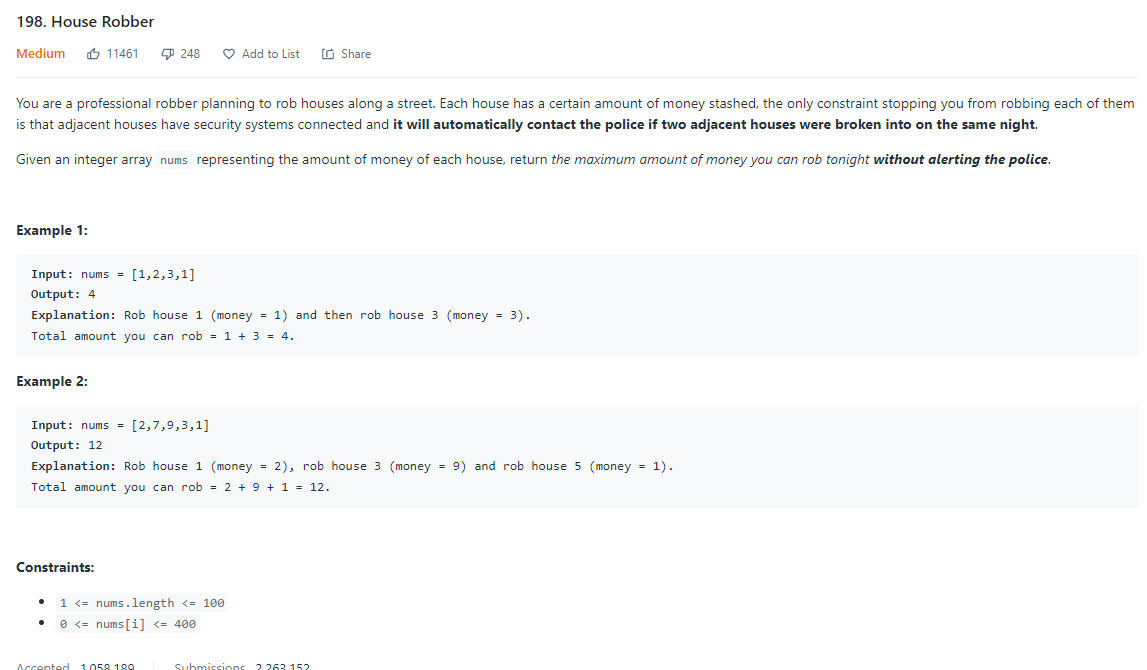 198. House Robber
Medium 11461 248 Add to List Share
You are a professional robber planning to rob houses along a street. Each house has a certain amount of money stashed, the only constraint stopping you from robbing each of them
is that adjacent houses have security systems connected and it will automatically contact the police if two adjacent houses were broken into on the same night.
Given an integer array nums representing the amount of money of each house, return the maximum amount of money you can rob tonight without alerting the police.
Example 1:
Input: nums = [1,2,3,1]
Output: 4
Explanation: Rob house 1 (money = 1) and then rob house 3 (money = 3).
Total amount you can rob = 1 + 3 = 4.
Example 2:
Input: nums = [2,7,9,3,1]
Output: 12
Explanation: Rob house 1 (money = 2), rob house 3 (money = 9) and rob house 5 (money = 1).
Total amount you can rob = 2 + 9 + 1 = 12.
Constraints:
• 1 <= nums.length <= 100
• 0 <= nums[i] <= 400
Accepted 1,058,189 Submissions 2,263,152